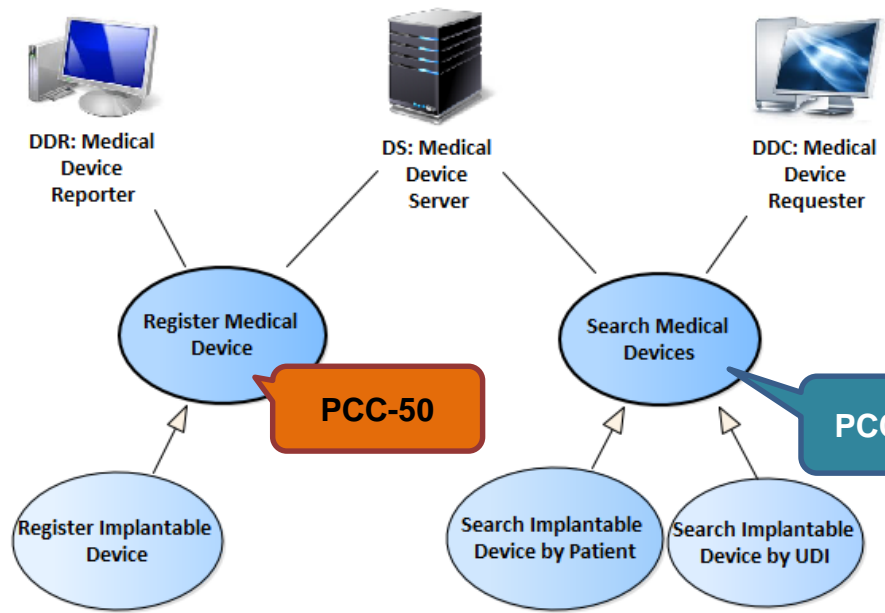 DDR: Medical
Device
Reporter
DS: Medical
Device
Server
DDC: Medical
Device
Requester
Register Medical
Device
Search Medical
Devices
PCC-50
PCC
Register Implantable
Device
Search Implantable
Device by Patient
Search Implantable
Device by UDI